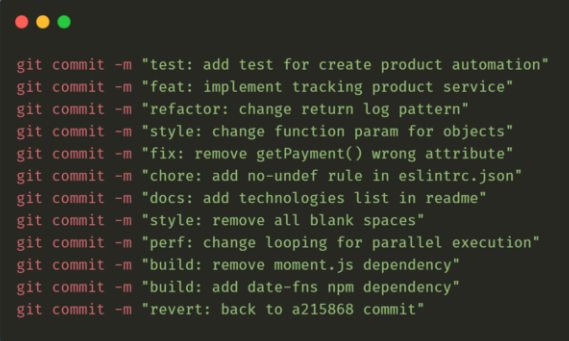 git commit -m "test: add test for create product automation"
git commit -m "feat: implement tracking product service"
git commit -m "refactor: change return log pattern"
git commit -m "style: change function param for objects"
git commit -m "fix: remove getPayment() wrong attribute"
git commit -m "chore: add no-undef rule in eslintrc.json"
git commit -m "docs: add technologies list in readme"
git commit -m "style: remove all blank spaces"
git commit -m "perf: change looping for parallel execution"
git commit -m "build: remove moment.js dependency"
git commit -m "build: add date-fns npm dependency"
git commit -m "revert: back to a215868 commit"